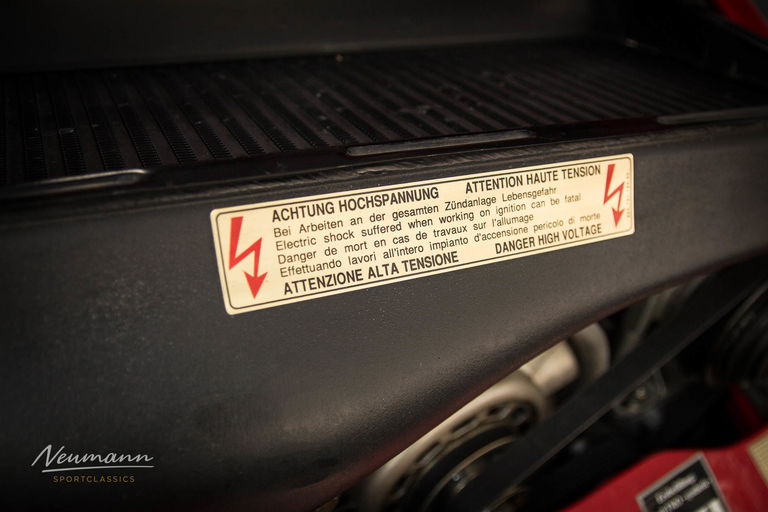 ACHTUNG HOCHSPANNUNG ATTENTION HAUTE TENSION
Bei Arbeiten an der gesamten Zündanlage Lebensgefahr
Electric shock suffered when working on ignition can be fatal
Danger de mort en cas de travaux sur l'allumage
Effettuando lavori all'intero impianto d'accensione pericolo di morte
ATTENZIONE ALTA TENSIONE DANGER HIGH VOLTAGE
Neumann
SPORTCLASSICS